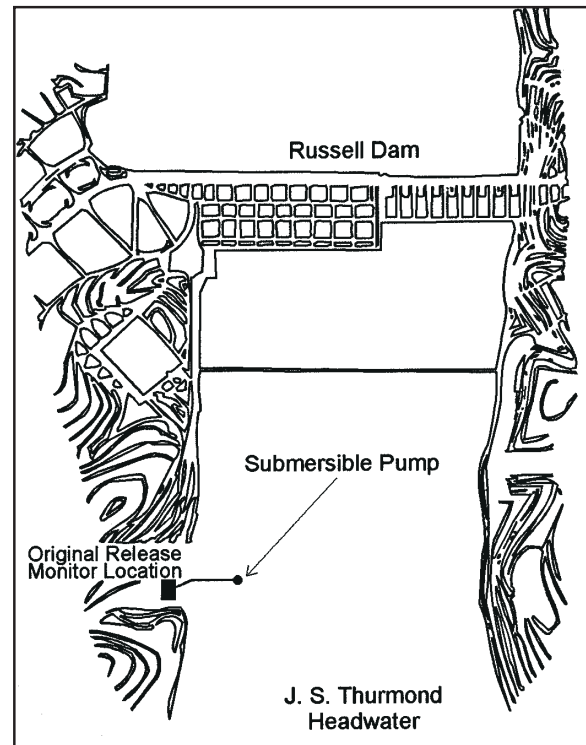 Russell Dam
Submersible Pump
Original Release
Monitor Location
J. S. Thurmond
Headwater